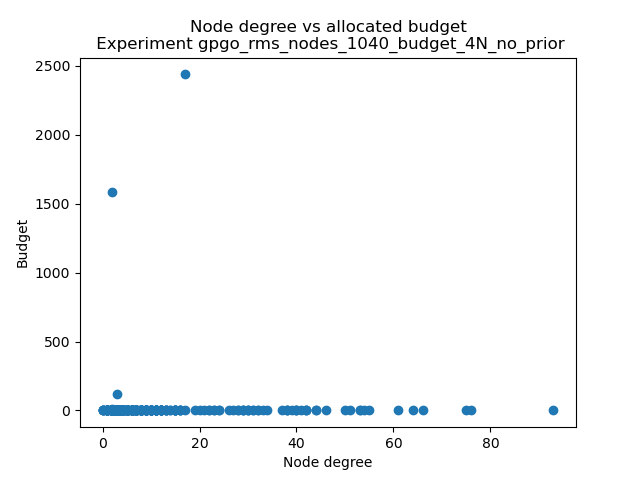 Node degree vs allocated budget
Experiment gpgo_rms_nodes_1040_budget_4N_no_prior
2500
2000
1500
1000
500
0
Budget
0 20 40 60 80
Node degree